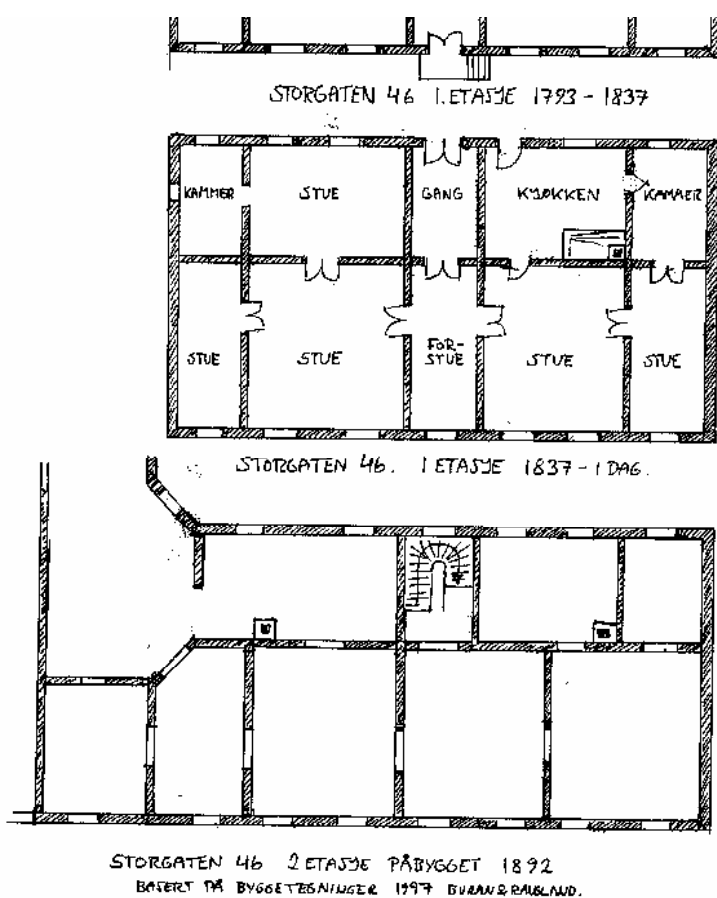 STORGATEN 46 1.ETASJE 1793 - 1837
KAMMER STUE GANG KJØKKEN KAMMER
STUE STUE FOR- STUE STUE
STUE
STORGATEN 46. 1 ETASJE 1837 - I DAG.
STORGATEN 46 2 ETASJE PÅBYGGET 1892
BASERT PÅ BYGGETEGNINGER 1997